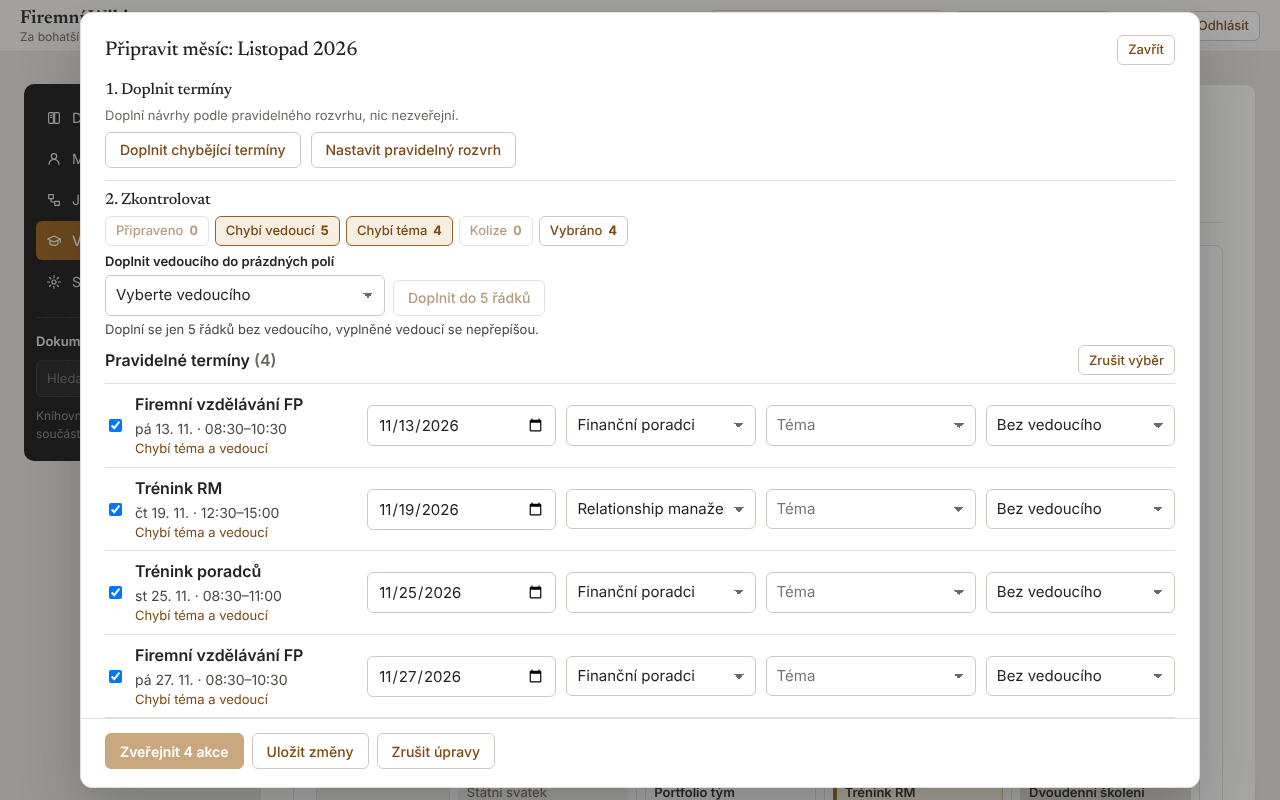 Firemní Wiki
Za bohatší
Odhlásit
Připravit měsíc: Listopad 2026
Zavřít
1. Doplnit termíny
Doplní návrhy podle pravidelného rozvrhu, nic nezveřejní.
Doplnit chybějící termíny
Nastavit pravidelný rozvrh
2. Zkontrolovat
Připraveno 0
Chybí vedoucí 5
Chybí téma 4
Kolize 0
Vybráno 4
Doplnit vedoucího do prázdných polí
Vyberte vedoucího
Doplnit do 5 řádků
Doplní se jen 5 řádků bez vedoucího, vyplněné vedoucí se nepřepíšou.
Pravidelné termíny (4)
Zrušit výběr
Firemní vzdělávání FP
pá 13. 11. · 08:30–10:30
Chybí téma a vedoucí
11/13/2026
Finanční poradci
Téma
Bez vedoucího
Trénink RM
čt 19. 11. · 12:30–15:00
Chybí téma a vedoucí
11/19/2026
Relationship manaže
Téma
Bez vedoucího
Trénink poradců
st 25. 11. · 08:30–11:00
Chybí téma a vedoucí
11/25/2026
Finanční poradci
Téma
Bez vedoucího
Firemní vzdělávání FP
pá 27. 11. · 08:30–10:30
Chybí téma a vedoucí
11/27/2026
Finanční poradci
Téma
Bez vedoucího
Zveřejnit 4 akce
Uložit změny
Zrušit úpravy
Dokum
Hleda
Knihovn
součást
Státní svátek
Portfolio tým
Trénink RM
Dvoudenní školení